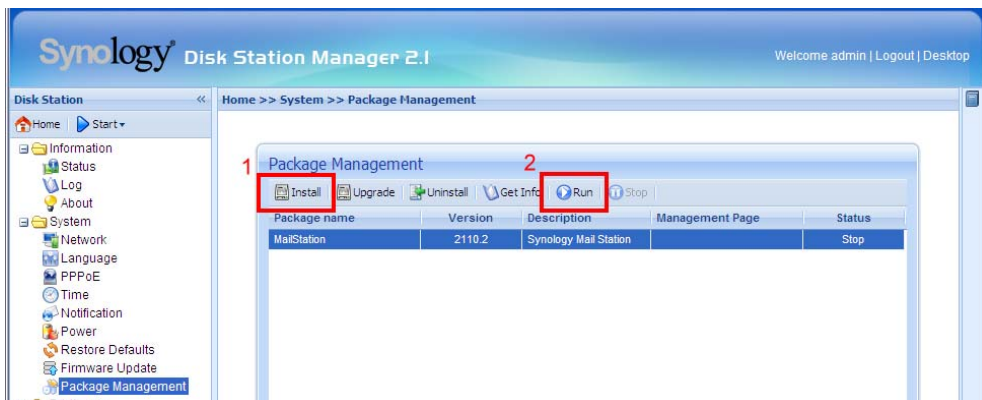 Synology Disk Station Manager 2.1
Welcome admin | Logout | Desktop
Disk Station «
Home >> System >> Package Management
Home Start
Information
Status
Log
About
System
Network
Language
PPPoE
Time
Notification
Power
Restore Defaults
Firmware Update
Package Management
1
2
Package Management
Install Upgrade Uninstall Get Info Run Stop
Package name Version Description Management Page Status
MailStation 2110.2 Synology Mail Station Stop